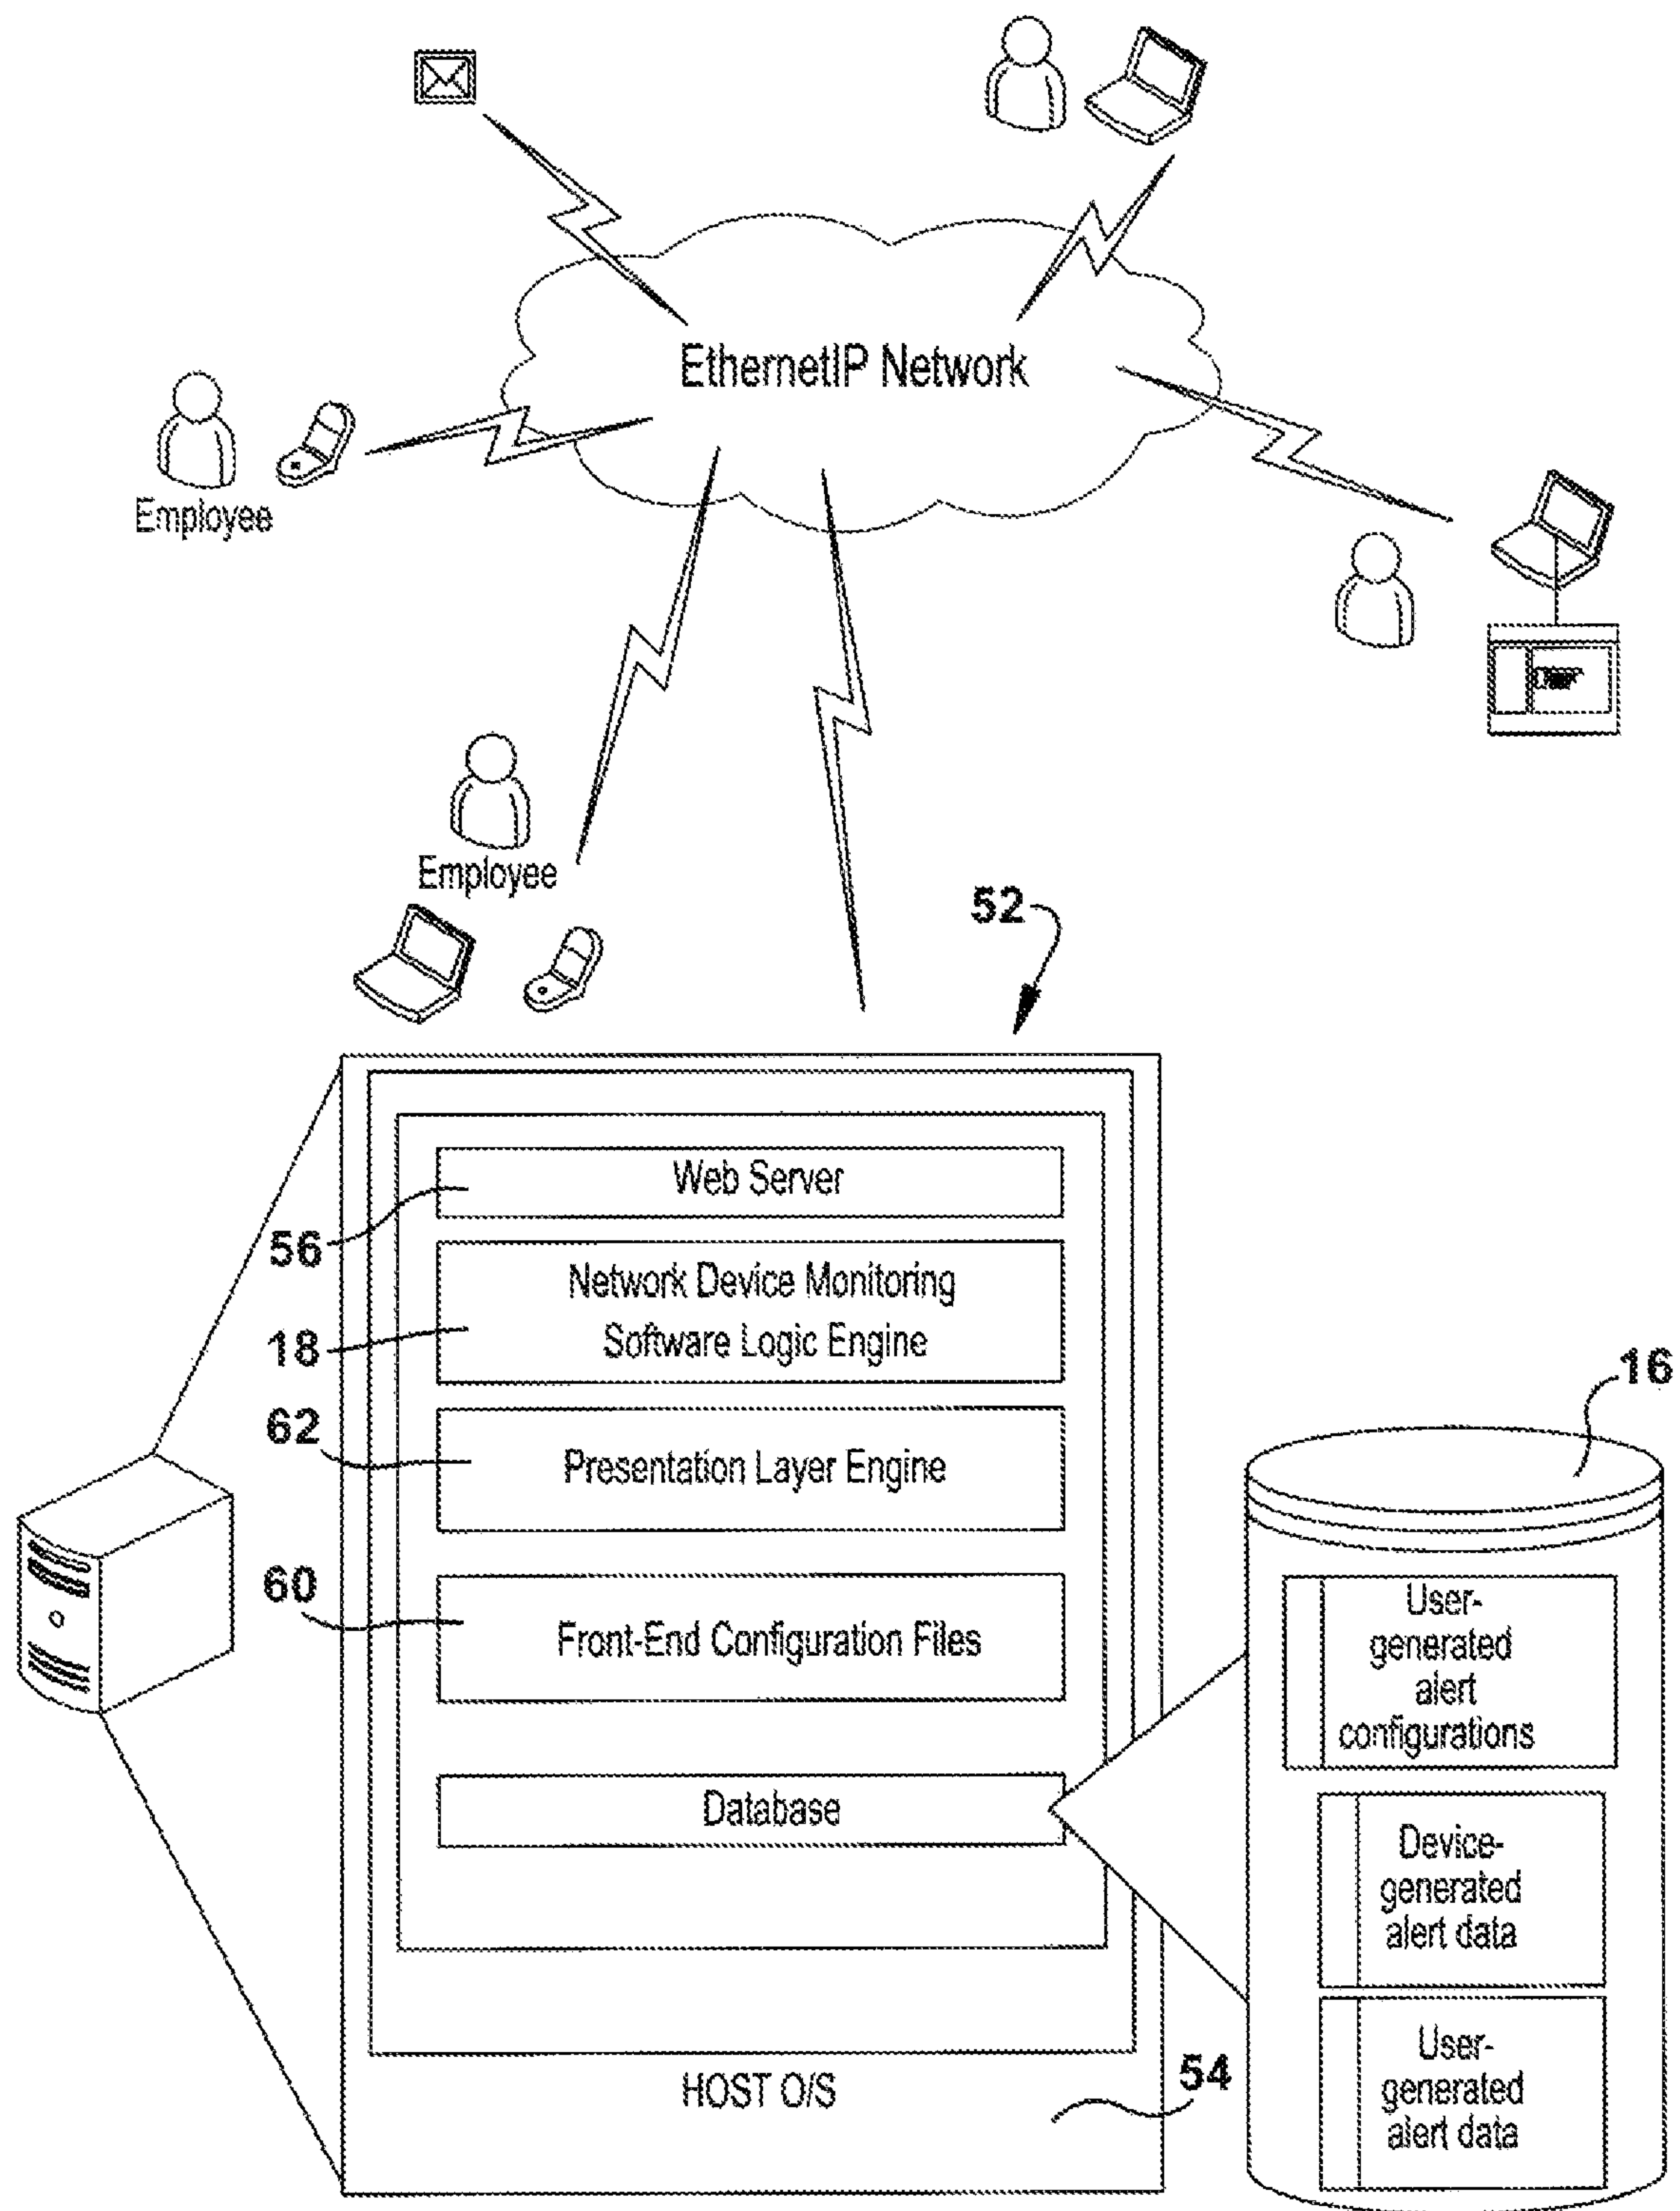 EthernetIP Network
Employee
Employee
52
Web Server
56
Network Device Monitoring
Software Logic Engine
18
62
Presentation Layer Engine
60
Front-End Configuration Files
Database
HOST O/S
54
16
User-
generated
alert
configurations
Device-
generated
alert data
User-
generated
alert data